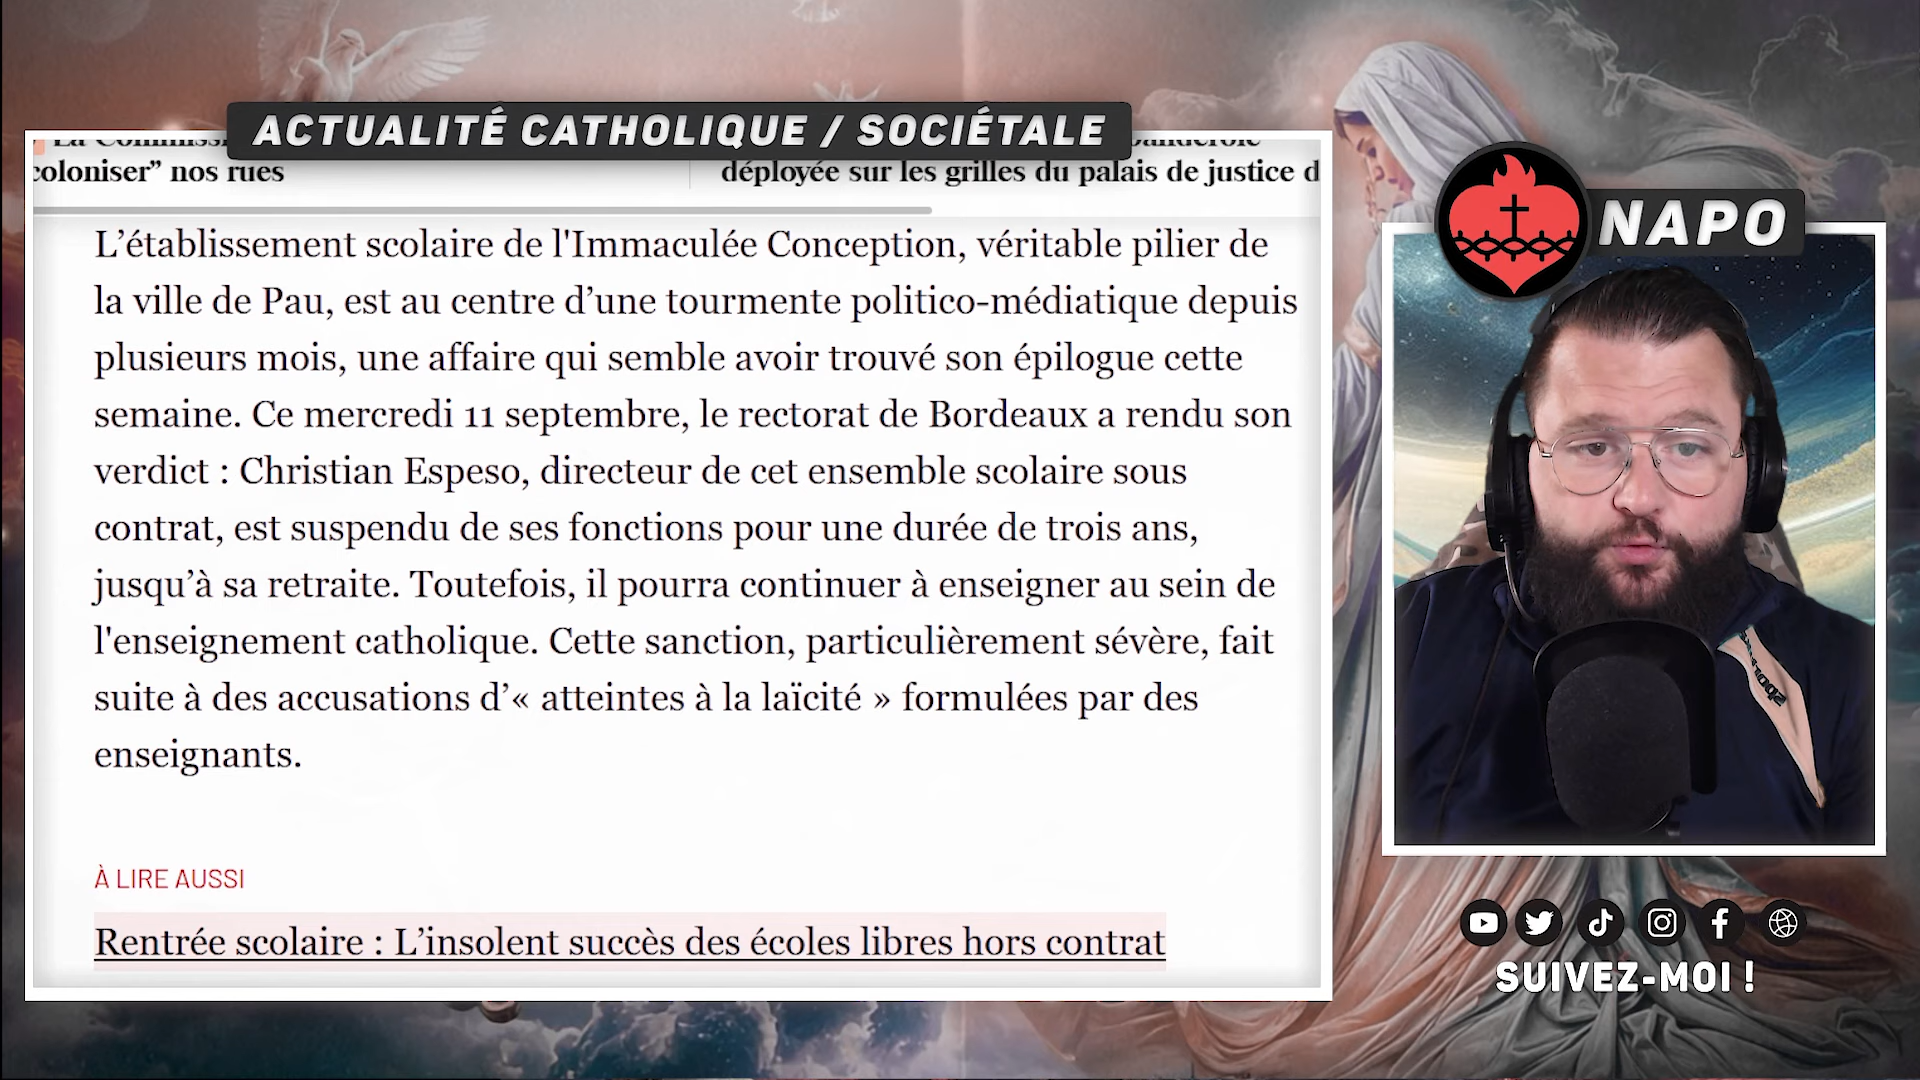 ACTUALITÉ CATHOLIQUE / SOCIÉTALE
coloniser” nos rues
déployée sur les grilles du palais de justice d
L’établissement scolaire de l'Immaculée Conception, véritable pilier de
la ville de Pau, est au centre d’une tourmente politico-médiatique depuis
plusieurs mois, une affaire qui semble avoir trouvé son épilogue cette
semaine. Ce mercredi 11 septembre, le rectorat de Bordeaux a rendu son
verdict : Christian Espeso, directeur de cet ensemble scolaire sous
contrat, est suspendu de ses fonctions pour une durée de trois ans,
jusqu’à sa retraite. Toutefois, il pourra continuer à enseigner au sein de
l'enseignement catholique. Cette sanction, particulièrement sévère, fait
suite à des accusations d’« atteintes à la laïcité » formulées par des
enseignants.
À LIRE AUSSI
Rentrée scolaire : L’insolent succès des écoles libres hors contrat
NAPO
SUIVEZ-MOI !